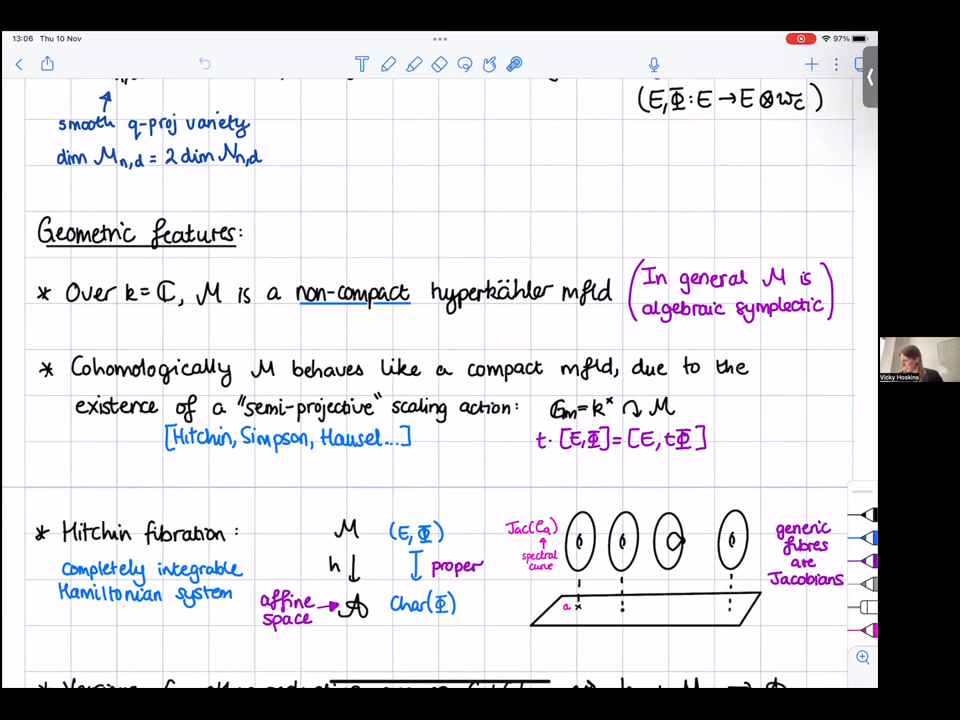 13:06 Thu 10 Nov
97%
(E, Φ : E → E ⊗ ω_C)
smooth q-proj variety
dim M_{n,d} = 2 dim N_{n,d}
Geometric features:
* Over k = ℂ, M is a non-compact hyperkähler mfld
(In general M is
algebraic symplectic)
* Cohomologically M behaves like a compact mfld, due to the
existence of a "semi-projective" scaling action: 𝔾_m = k^× ↷ M
[Hitchin, Simpson, Hausel...]
t · [E, Φ] = [E, tΦ]
Vicky Hoskins
* Hitchin fibration:
completely integrable
Hamiltonian system
M
h ↓
affine space → A
(E, Φ)
proper
Char(Φ)
Jac(C_a)
↑
spectral
curve
a ×
generic
fibres
are
Jacobians